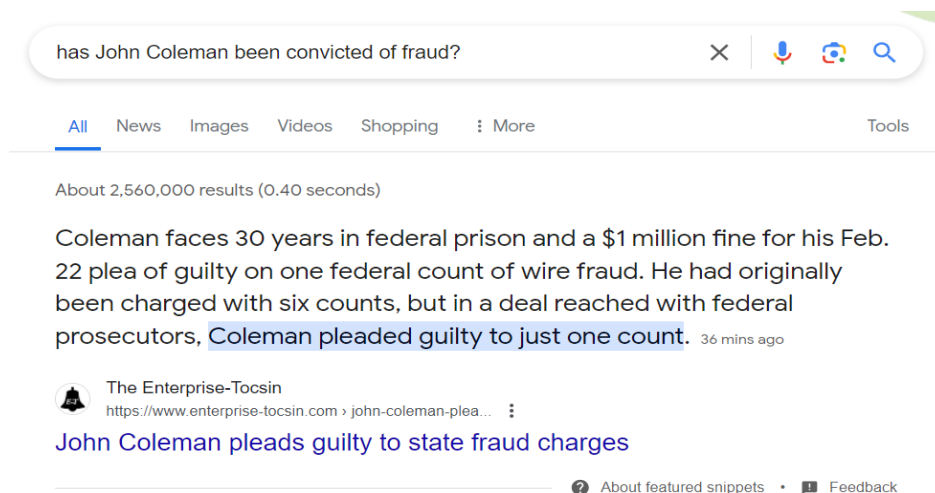 has John Coleman been convicted of fraud?
All News Images Videos Shopping More Tools
About 2,560,000 results (0.40 seconds)
Coleman faces 30 years in federal prison and a $1 million fine for his Feb.
22 plea of guilty on one federal count of wire fraud. He had originally
been charged with six counts, but in a deal reached with federal
prosecutors, Coleman pleaded guilty to just one count. 36 mins ago
The Enterprise-Tocsin
https://www.enterprise-tocsin.com › john-coleman-plea...
John Coleman pleads guilty to state fraud charges
About featured snippets • Feedback